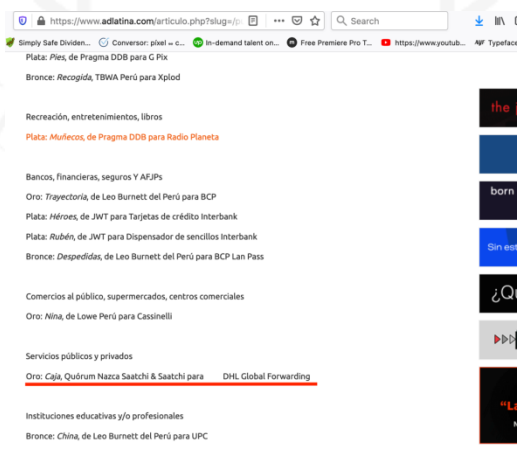 https://www.adlatina.com/articulo.php?slug=/p
Search
Simply Safe Dividen...
Conversor: pixel ↔ c...
In-demand talent on...
Free Premiere Pro T...
https://www.youtub...
Typeface
Plata: Pies, de Pragma DDB para G Pix
Bronce: Recogida, TBWA Perú para Xplod
Recreación, entretenimientos, libros
Plata: Muñecos, de Pragma DDB para Radio Planeta
Bancos, financieras, seguros Y AFJPs
Oro: Trayectoria, de Leo Burnett del Perú para BCP
Plata: Héroes, de JWT para Tarjetas de crédito Interbank
Plata: Rubén, de JWT para Dispensador de sencillos Interbank
Bronce: Despedidas, de Leo Burnett del Perú para BCP Lan Pass
Comercios al público, supermercados, centros comerciales
Oro: Nina, de Lowe Perú para Cassinelli
Servicios públicos y privados
Oro: Caja, Quórum Nazca Saatchi & Saatchi para DHL Global Forwarding
Instituciones educativas y/o profesionales
Bronce: China, de Leo Burnett del Perú para UPC
the
born
Sin est
¿Qu
"La